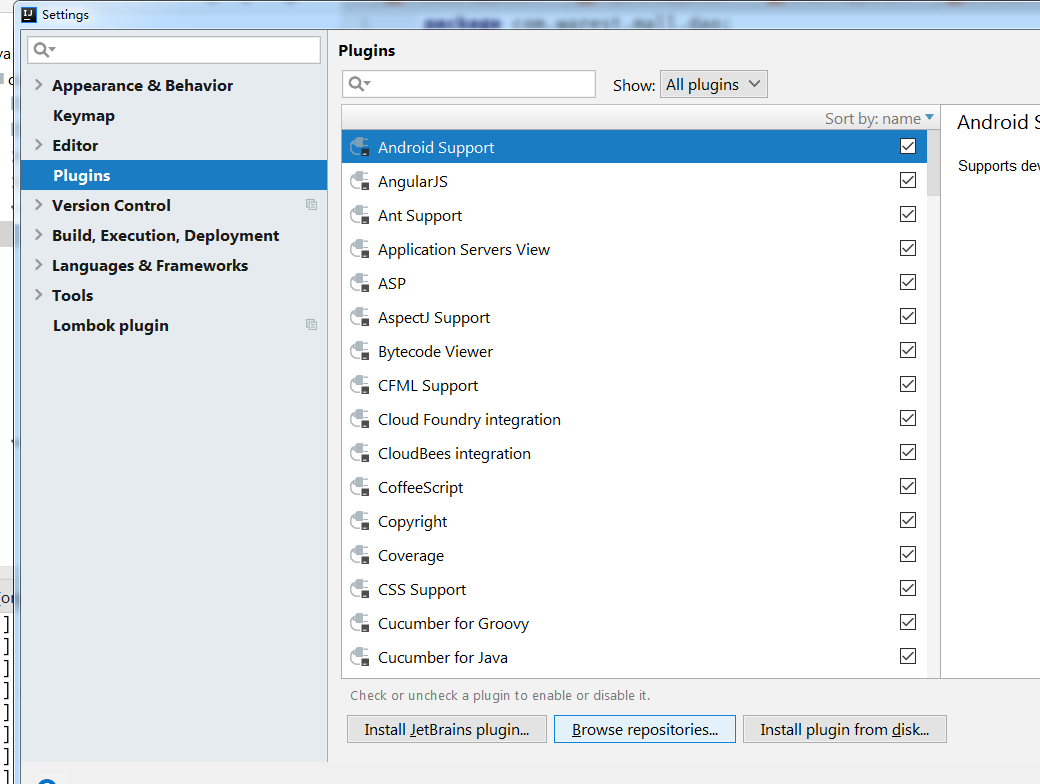 Settings
package com.warest.mall.dao;
Plugins
Show: All plugins
Appearance & Behavior
Keymap
Editor
Plugins
Version Control
Build, Execution, Deployment
Languages & Frameworks
Tools
Lombok plugin
Sort by: name
Android Support
AngularJS
Ant Support
Application Servers View
ASP
AspectJ Support
Bytecode Viewer
CFML Support
Cloud Foundry integration
CloudBees integration
CoffeeScript
Copyright
Coverage
CSS Support
Cucumber for Groovy
Cucumber for Java
Android S
Supports dev
Check or uncheck a plugin to enable or disable it.
Install JetBrains plugin...
Browse repositories...
Install plugin from disk...
]
]
]
]
]
]
]
]